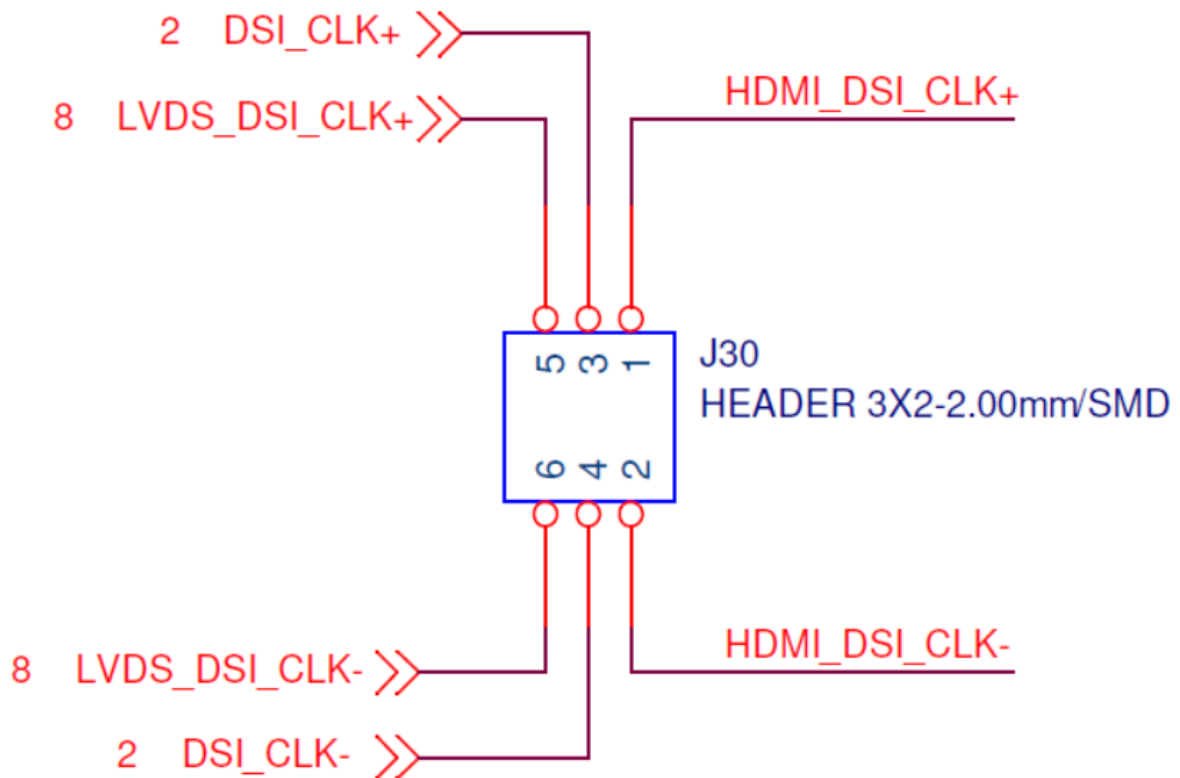 2 DSI_CLK+
8 LVDS_DSI_CLK+
HDMI_DSI_CLK+
5 3 1
J30
HEADER 3X2-2.00mm/SMD
6 4 2
HDMI_DSI_CLK-
8 LVDS_DSI_CLK-
2 DSI_CLK-